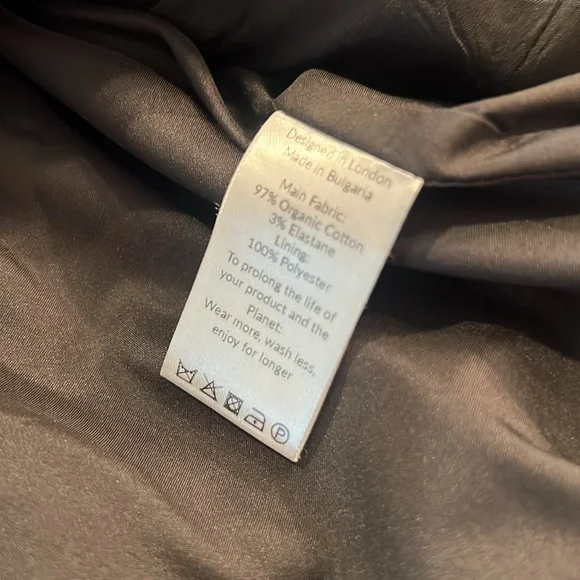 Designed in London
Made in Bulgaria
Main Fabric:
97% Organic Cotton
3% Elastane
Lining:
100% Polyester
To prolong the life of
your product and the
Planet:
Wear more, wash less,
enjoy for longer
P